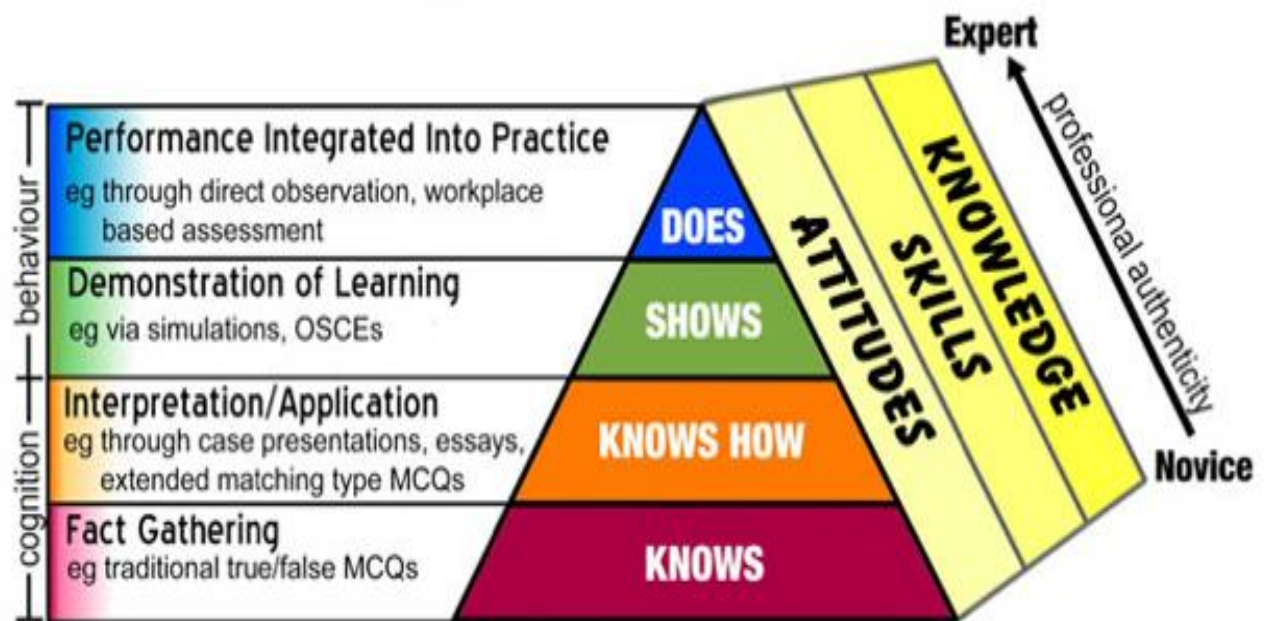 Expert
professional authenticity
Novice
behaviour
cognition
Performance Integrated Into Practice
eg through direct observation, workplace
based assessment
DOES
Demonstration of Learning
eg via simulations, OSCEs
SHOWS
Interpretation/Application
eg through case presentations, essays,
extended matching type MCQs
KNOWS HOW
Fact Gathering
eg traditional true/false MCQs
KNOWS
ATTITUDES
SKILLS
KNOWLEDGE